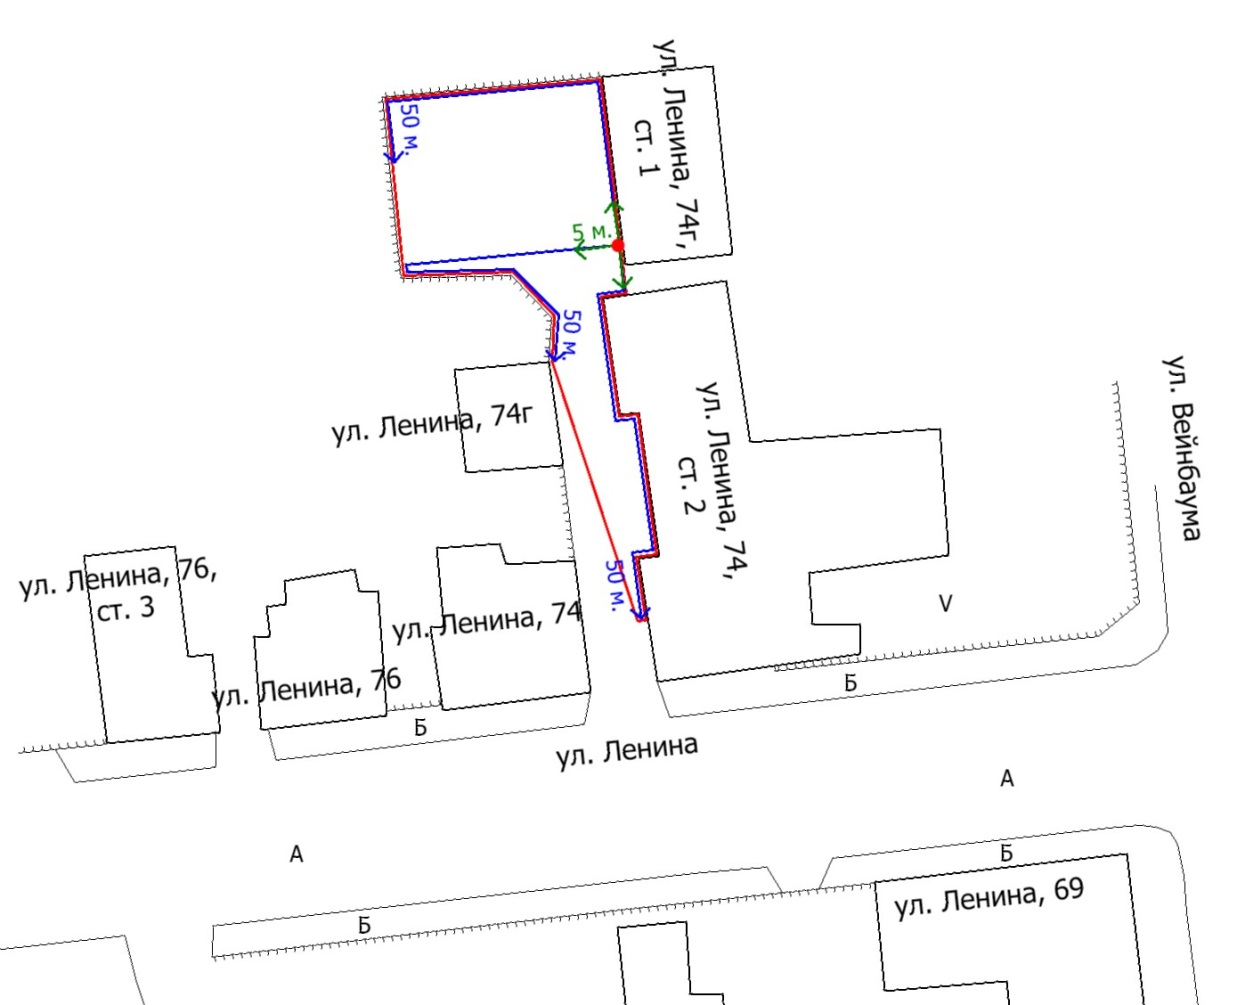 ул. Ленина, 74г,
ст. 1
50 м.
5 м.
50 м.
ул. Ленина, 74г
ул. Ленина, 74,
ст. 2
ул. Вейнбаума
ул. Ленина, 76,
ст. 3
50 м.
ул. Ленина, 74
V
ул. Ленина, 76
Б
Б
ул. Ленина
А
А
Б
Б
ул. Ленина, 69